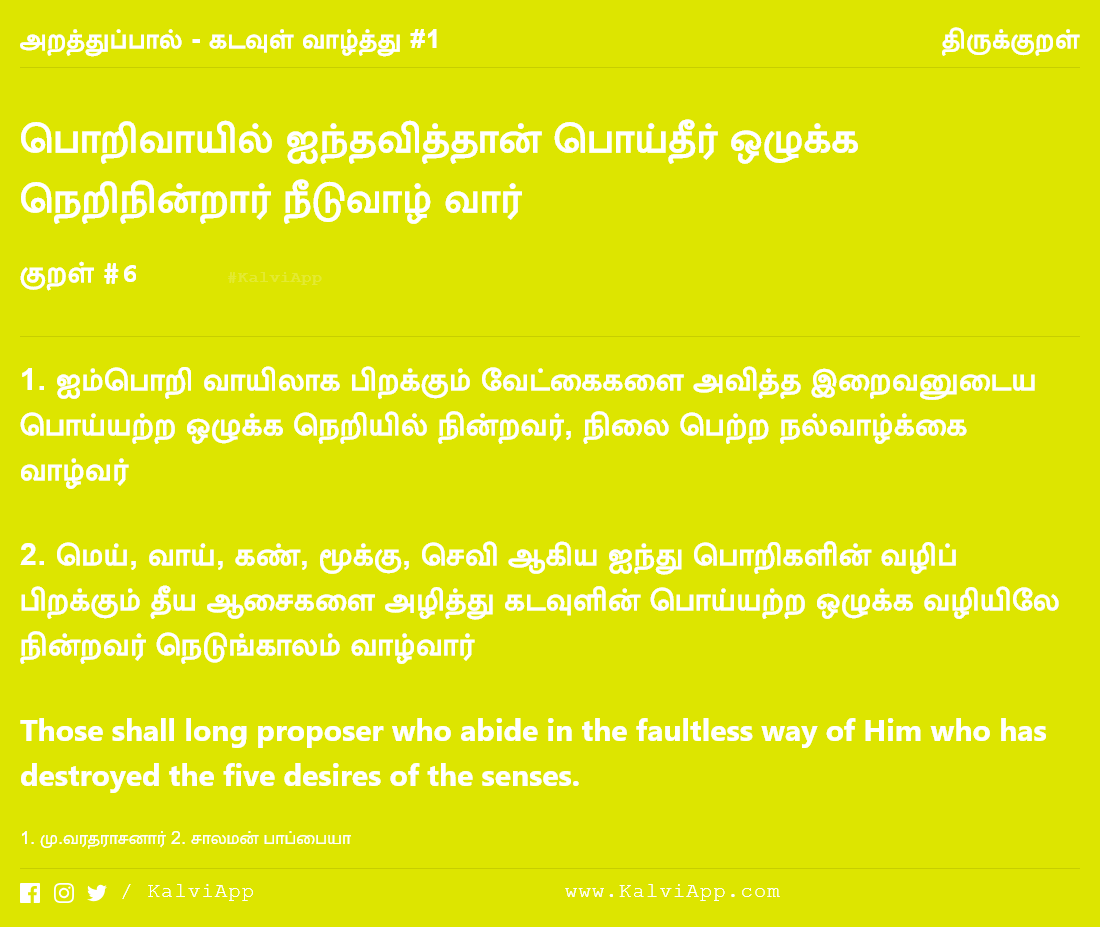 அறத்துப்பால் - கடவுள் வாழ்த்து #1
திருக்குறள்
பொறிவாயில் ஐந்தவித்தான் பொய்தீர் ஒழுக்க
நெறிநின்றார் நீடுவாழ் வார்
குறள் #6
#KalviApp
1. ஐம்பொறி வாயிலாக பிறக்கும் வேட்கைகளை அவித்த இறைவனுடைய
பொய்யற்ற ஒழுக்க நெறியில் நின்றவர், நிலை பெற்ற நல்வாழ்க்கை
வாழ்வர்
2. மெய், வாய், கண், மூக்கு, செவி ஆகிய ஐந்து பொறிகளின் வழிப்
பிறக்கும் தீய ஆசைகளை அழித்து கடவுளின் பொய்யற்ற ஒழுக்க வழியிலே
நின்றவர் நெடுங்காலம் வாழ்வார்
Those shall long proposer who abide in the faultless way of Him who has
destroyed the five desires of the senses.
1. மு.வரதராசனார் 2. சாலமன் பாப்பையா
/ KalviApp
www.KalviApp.com